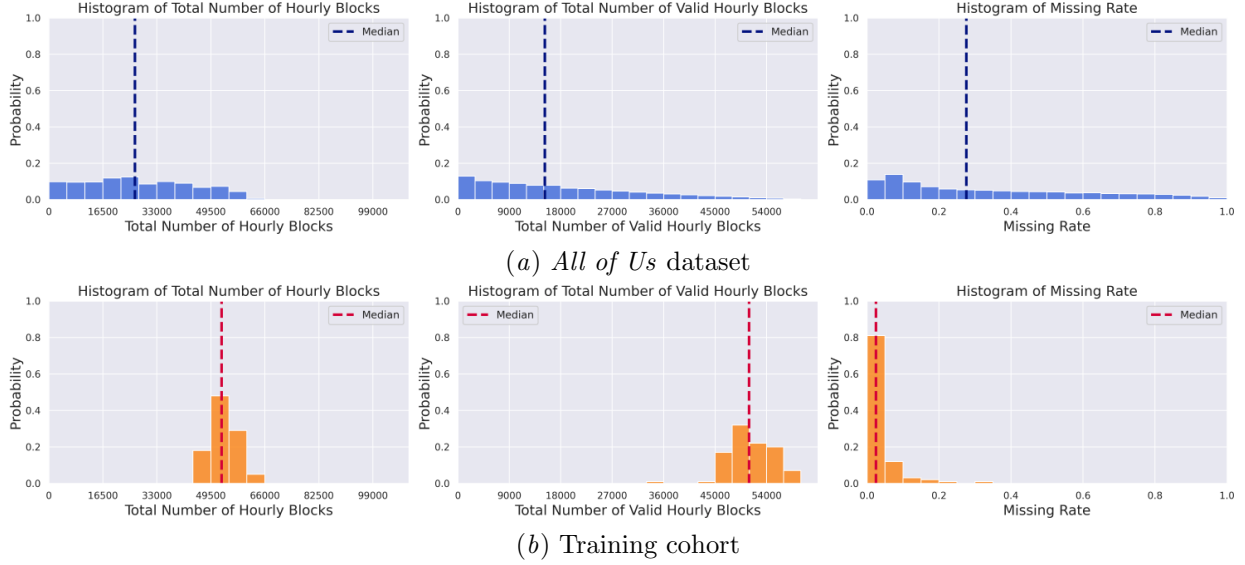 Histogram of Total Number of Hourly Blocks
1.0
0.8
0.6
0.4
0.2
0.0
Probability
Median
0 16500 33000 49500 66000 82500 99000
Total Number of Hourly Blocks
Histogram of Total Number of Valid Hourly Blocks
1.0
0.8
0.6
0.4
0.2
0.0
Probability
Median
0 9000 18000 27000 36000 45000 54000
Total Number of Valid Hourly Blocks
Histogram of Missing Rate
1.0
0.8
0.6
0.4
0.2
0.0
Probability
Median
0.0 0.2 0.4 0.6 0.8 1.0
Missing Rate
(a) All of Us dataset
Histogram of Total Number of Hourly Blocks
1.0
0.8
0.6
0.4
0.2
0.0
Probability
Median
0 16500 33000 49500 66000 82500 99000
Total Number of Hourly Blocks
Histogram of Total Number of Valid Hourly Blocks
1.0
0.8
0.6
0.4
0.2
0.0
Probability
Median
0 9000 18000 27000 36000 45000 54000
Total Number of Valid Hourly Blocks
Histogram of Missing Rate
1.0
0.8
0.6
0.4
0.2
0.0
Probability
Median
0.0 0.2 0.4 0.6 0.8 1.0
Missing Rate
(b) Training cohort